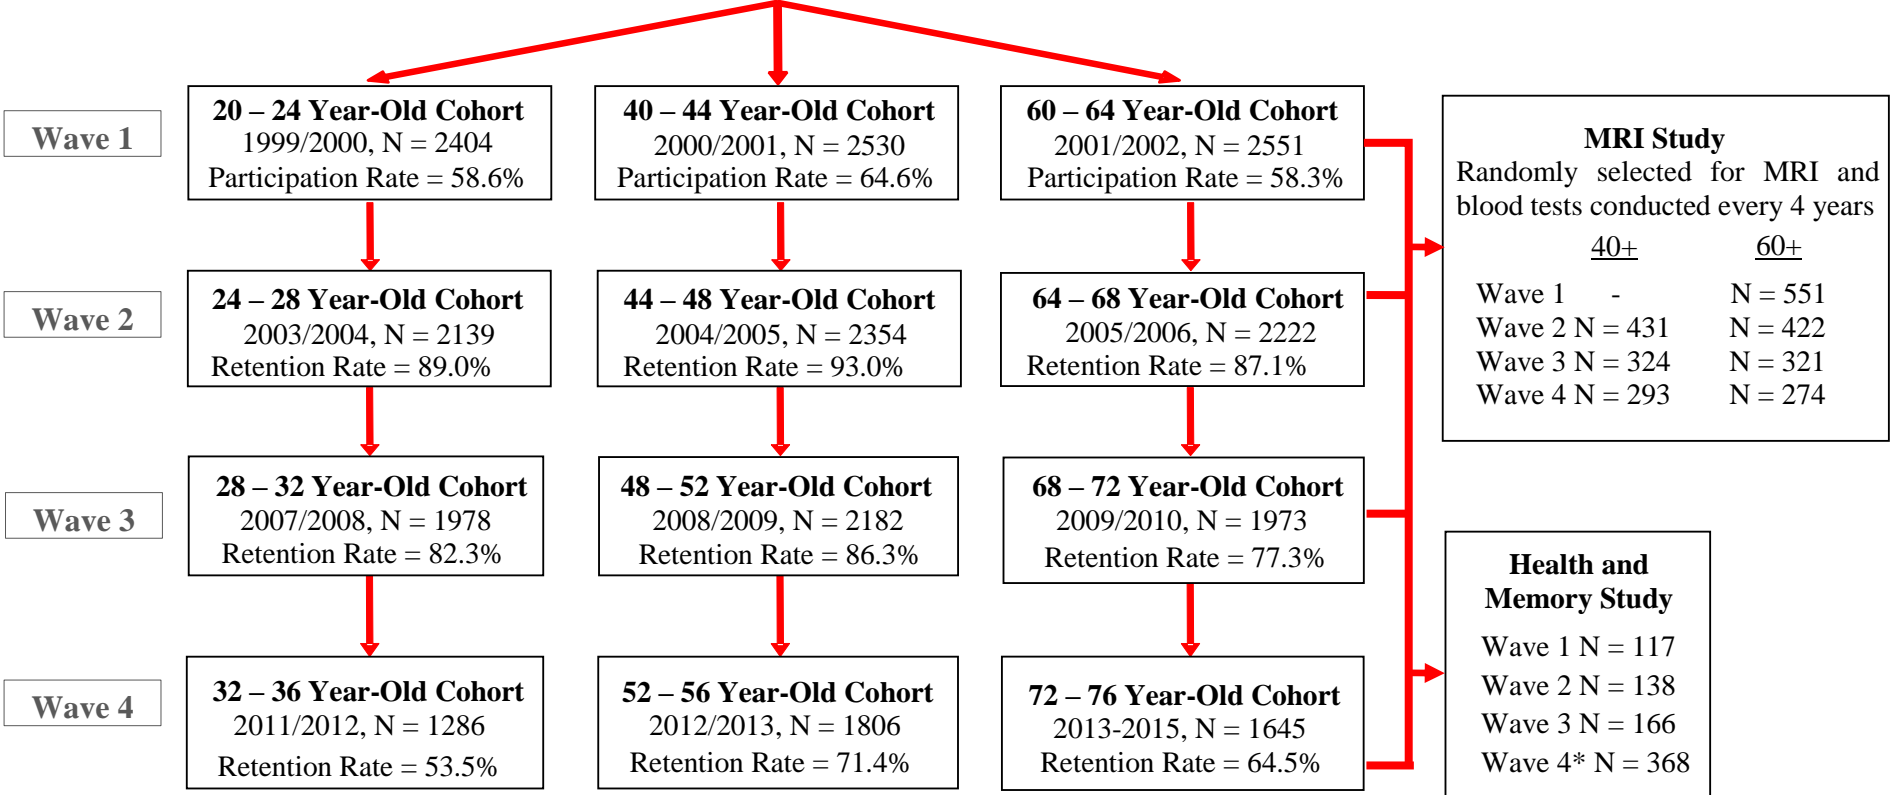 Wave 1
20 – 24 Year-Old Cohort
1999/2000, N = 2404
Participation Rate = 58.6%
40 – 44 Year-Old Cohort
2000/2001, N = 2530
Participation Rate = 64.6%
60 – 64 Year-Old Cohort
2001/2002, N = 2551
Participation Rate = 58.3%
Wave 2
24 – 28 Year-Old Cohort
2003/2004, N = 2139
Retention Rate = 89.0%
44 – 48 Year-Old Cohort
2004/2005, N = 2354
Retention Rate = 93.0%
64 – 68 Year-Old Cohort
2005/2006, N = 2222
Retention Rate = 87.1%
Wave 3
28 – 32 Year-Old Cohort
2007/2008, N = 1978
Retention Rate = 82.3%
48 – 52 Year-Old Cohort
2008/2009, N = 2182
Retention Rate = 86.3%
68 – 72 Year-Old Cohort
2009/2010, N = 1973
Retention Rate = 77.3%
Wave 4
32 – 36 Year-Old Cohort
2011/2012, N = 1286
Retention Rate = 53.5%
52 – 56 Year-Old Cohort
2012/2013, N = 1806
Retention Rate = 71.4%
72 – 76 Year-Old Cohort
2013-2015, N = 1645
Retention Rate = 64.5%
MRI Study
Randomly selected for MRI and
blood tests conducted every 4 years
40+ 60+
Wave 1 - N = 551
Wave 2 N = 431 N = 422
Wave 3 N = 324 N = 321
Wave 4 N = 293 N = 274
Health and
Memory Study
Wave 1 N = 117
Wave 2 N = 138
Wave 3 N = 166
Wave 4* N = 368